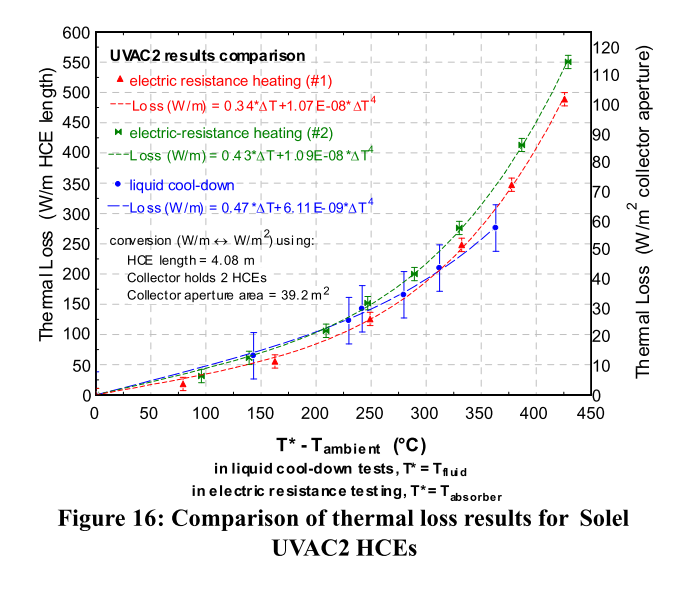 600
550
500
450
400
350
300
250
200
150
100
50
0
Thermal Loss (W/m HCE length)
UVAC2 results comparison
electric resistance heating (#1)
Loss (W/m) = 0.34*ΔT+1.07E-08*ΔT⁴
electric-resistance heating (#2)
Loss (W/m) = 0.43*ΔT+1.09E-08*ΔT⁴
liquid cool-down
Loss (W/m) = 0.47*ΔT+6.11E-09*ΔT⁴
conversion (W/m ↔ W/m²) using:
HCE length = 4.08 m
Collector holds 2 HCEs
Collector aperture area = 39.2 m²
120
110
100
90
80
70
60
50
40
30
20
10
0
Thermal Loss (W/m² collector aperture)
0 50 100 150 200 250 300 350 400 450
T* - Tambient (°C)
in liquid cool-down tests, T* = Tfluid
in electric resistance testing, T* = Tabsorber
Figure 16: Comparison of thermal loss results for Solel
UVAC2 HCEs